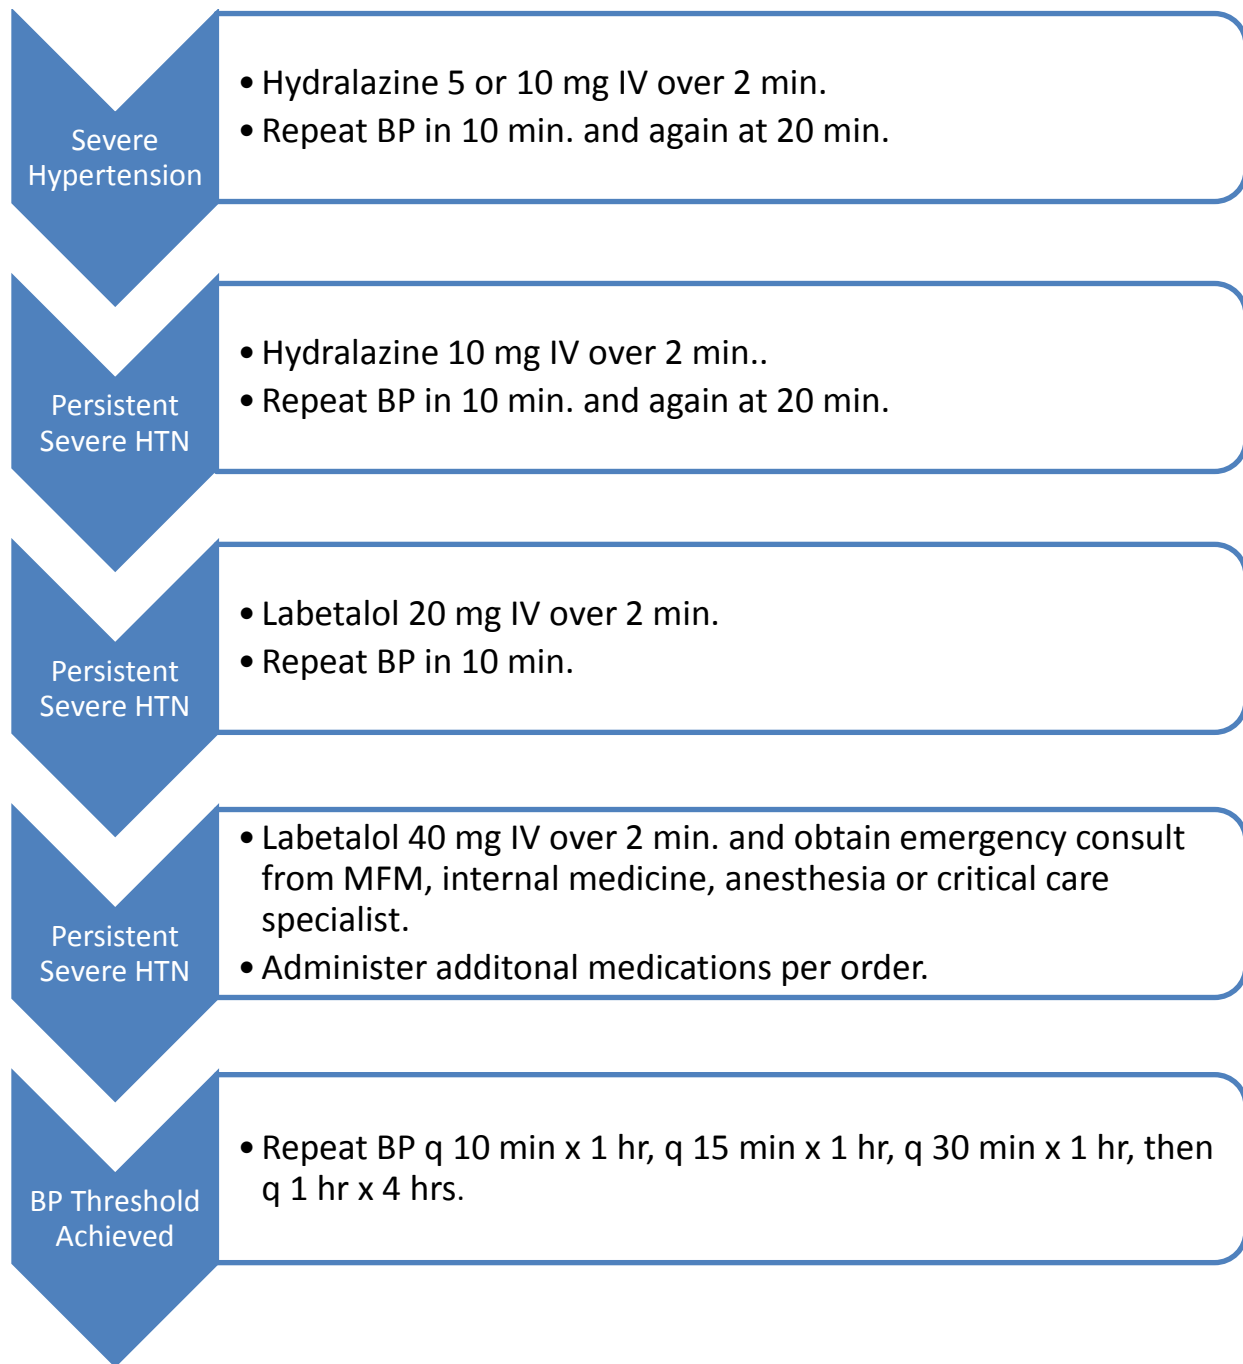 Severe
Hypertension
• Hydralazine 5 or 10 mg IV over 2 min.
• Repeat BP in 10 min. and again at 20 min.
Persistent
Severe HTN
• Hydralazine 10 mg IV over 2 min..
• Repeat BP in 10 min. and again at 20 min.
Persistent
Severe HTN
• Labetalol 20 mg IV over 2 min.
• Repeat BP in 10 min.
Persistent
Severe HTN
• Labetalol 40 mg IV over 2 min. and obtain emergency consult
from MFM, internal medicine, anesthesia or critical care
specialist.
• Administer additonal medications per order.
BP Threshold
Achieved
• Repeat BP q 10 min x 1 hr, q 15 min x 1 hr, q 30 min x 1 hr, then
q 1 hr x 4 hrs.